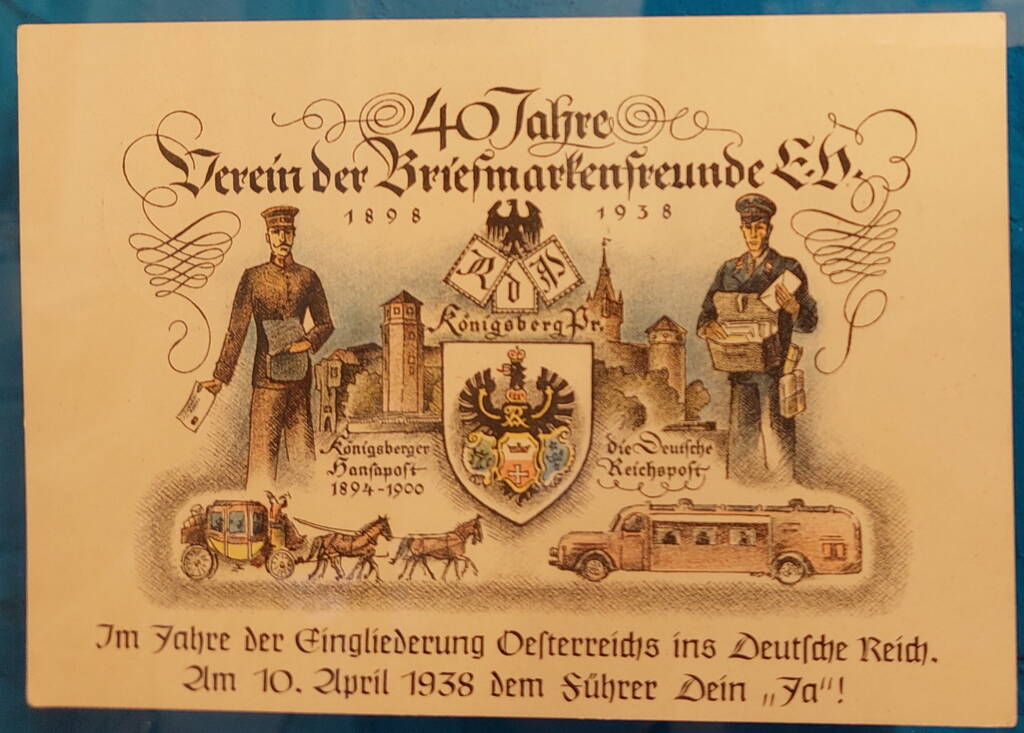 40 Jahre
Verein der Briefmarkenfreunde E.V.
1898 1938
V d B
Königsberg Pr.
Königsberger
Hansapost
1894-1900
die Deutsche
Reichspost
Im Jahre der Eingliederung Oesterreichs ins Deutsche Reich.
Am 10. April 1938 dem Führer Dein „Ja“!